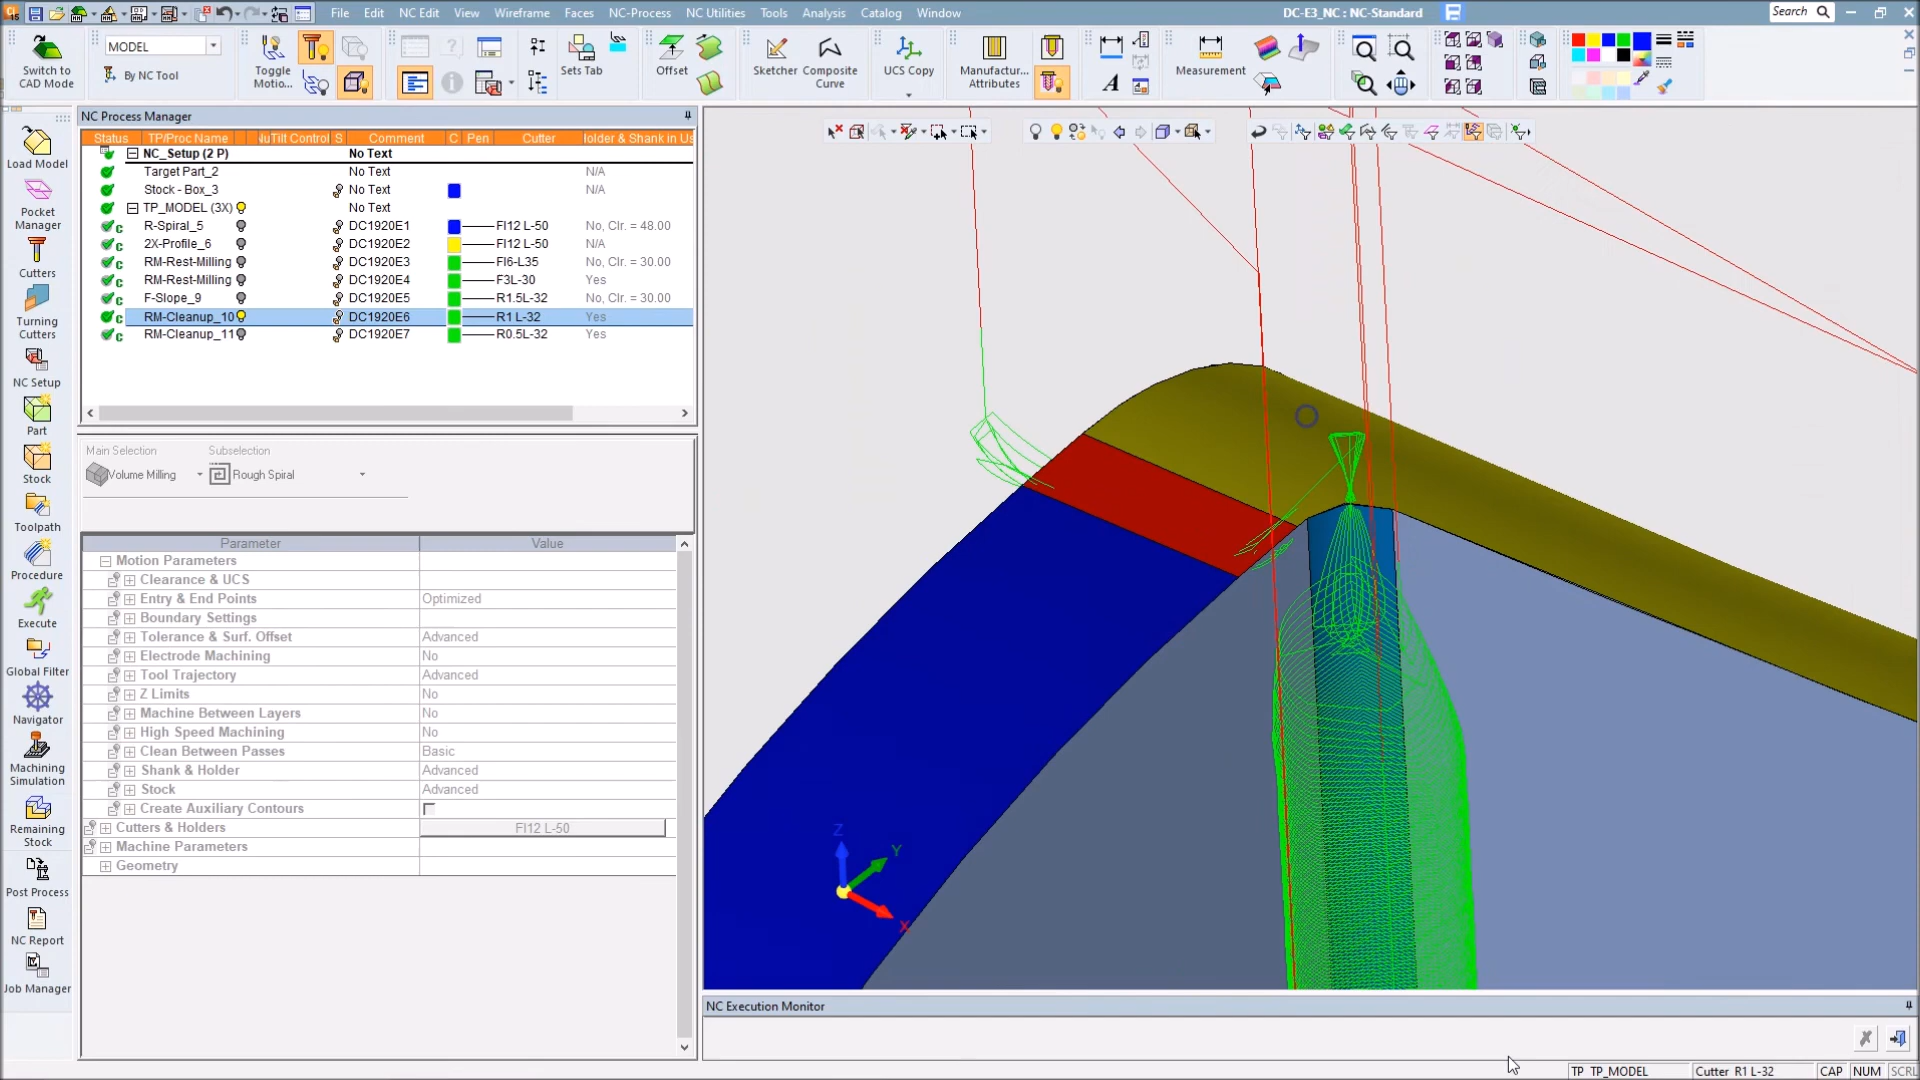 File Edit NC Edit View Wireframe Faces NC-Process NC Utilities Tools Analysis Catalog Window
DC-E3_NC : NC-Standard
Search
Switch to CAD Mode
MODEL
By NC Tool
Toggle Motio...
Sets Tab
Offset
Sketcher
Composite Curve
UCS Copy
Manufactur... Attributes
Measurement
NC Process Manager
Status TP/Proc Name NuTilt Control S Comment C Pen Cutter Holder & Shank in Us
NC_Setup (2 P) No Text
Target Part_2 No Text N/A
Stock - Box_3 No Text N/A
TP_MODEL (3X) No Text
R-Spiral_5 DC1920E1 FI12 L-50 No, Clr. = 48.00
2X-Profile_6 DC1920E2 FI12 L-50 N/A
RM-Rest-Milling DC1920E3 FI6-L35 No, Clr. = 30.00
RM-Rest-Milling DC1920E4 F3L-30 Yes
F-Slope_9 DC1920E5 R1.5L-32 No, Clr. = 30.00
RM-Cleanup_10 DC1920E6 R1 L-32 Yes
RM-Cleanup_11 DC1920E7 R0.5L-32 Yes
Main Selection Subselection
Volume Milling Rough Spiral
Parameter Value
Motion Parameters
Clearance & UCS
Entry & End Points Optimized
Boundary Settings
Tolerance & Surf. Offset Advanced
Electrode Machining No
Tool Trajectory Advanced
Z Limits No
Machine Between Layers No
High Speed Machining No
Clean Between Passes Basic
Shank & Holder Advanced
Stock Advanced
Create Auxiliary Contours
Cutters & Holders FI12 L-50
Machine Parameters
Geometry
Load Model
Pocket Manager
Cutters
Turning Cutters
NC Setup
Part
Stock
Toolpath
Procedure
Execute
Global Filter
Navigator
Machining Simulation
Remaining Stock
Post Process
NC Report
Job Manager
Z
Y
X
NC Execution Monitor
TP TP_MODEL Cutter R1 L-32 CAP NUM SCRL